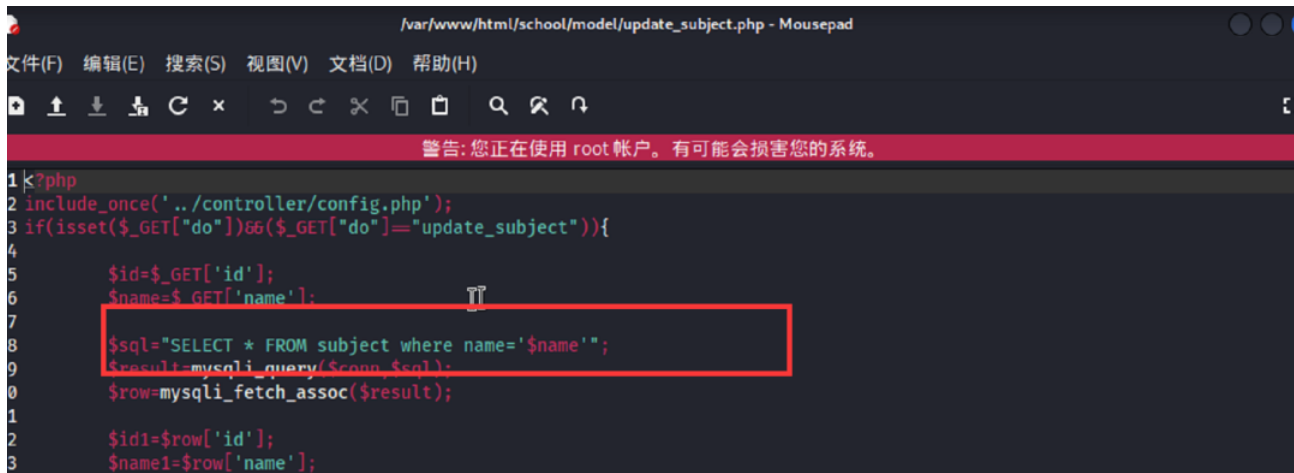 /var/www/html/school/model/update_subject.php - Mousepad
文件(F) 编辑(E) 搜索(S) 视图(V) 文档(D) 帮助(H)
警告: 您正在使用 root 帐户。有可能会损害您的系统。
1 <?php
2 include_once('../controller/config.php');
3 if(isset($_GET["do"])&&($_GET["do"]=="update_subject")){
4
5 $id=$_GET['id'];
6 $name=$_GET['name'];
7
8 $sql="SELECT * FROM subject where name='$name'";
9 $result=mysqli_query($conn,$sql);
0 $row=mysqli_fetch_assoc($result);
1
2 $id1=$row['id'];
3 $name1=$row['name'];